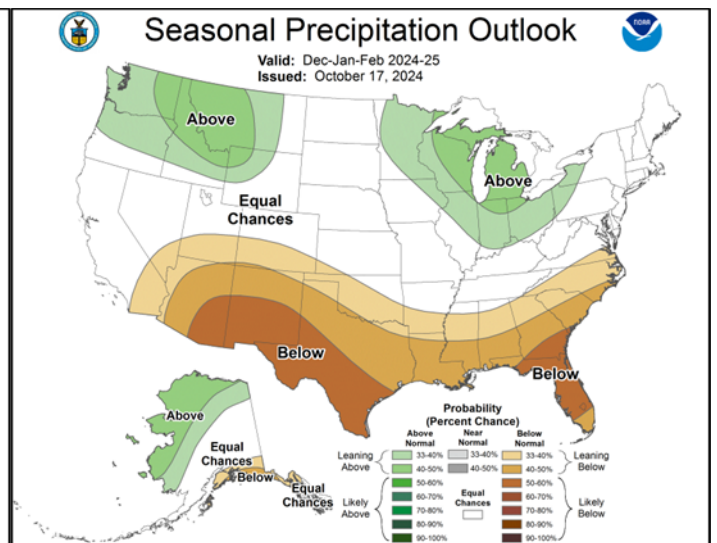 Seasonal Precipitation Outlook
NOAA
Valid: Dec-Jan-Feb 2024-25
Issued: October 17, 2024
Above
Above
Equal
Chances
Below
Below
Above
Equal
Chances
Below
Equal
Chances
Probability
(Percent Chance)
Above
Normal
Near
Normal
Below
Normal
Leaning
Above
33-40%
33-40%
33-40%
Leaning
Below
40-50%
40-50%
40-50%
50-60%
50-60%
Likely
Above
60-70%
Equal
Chances
60-70%
Likely
Below
70-80%
70-80%
80-90%
80-90%
90-100%
90-100%